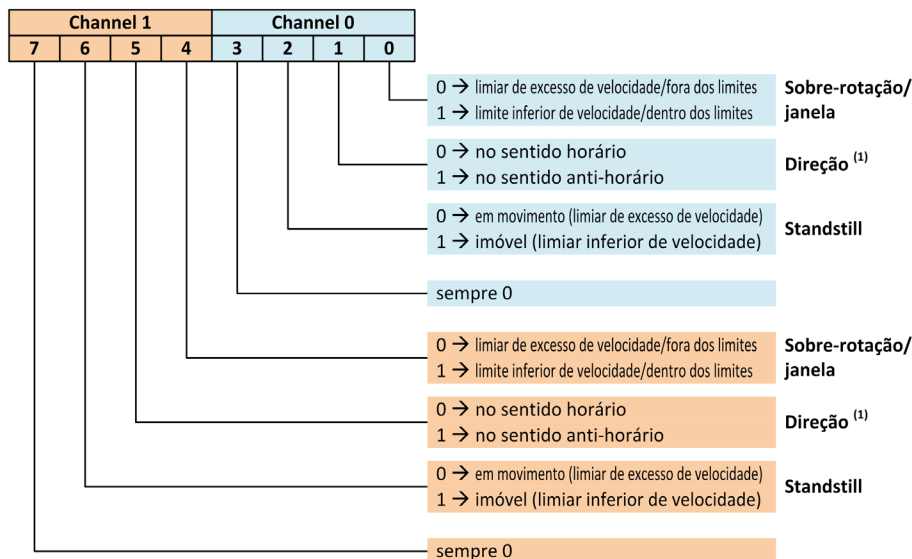 Channel 1 Channel 0
7 6 5 4 3 2 1 0
0 → limiar de excesso de velocidade/fora dos limites
1 → limite inferior de velocidade/dentro dos limites
Sobre-rotação/
janela
0 → no sentido horário
1 → no sentido anti-horário
Direção (1)
0 → em movimento (limiar de excesso de velocidade)
1 → imóvel (limiar inferior de velocidade)
Standstill
sempre 0
0 → limiar de excesso de velocidade/fora dos limites
1 → limite inferior de velocidade/dentro dos limites
Sobre-rotação/
janela
0 → no sentido horário
1 → no sentido anti-horário
Direção (1)
0 → em movimento (limiar de excesso de velocidade)
1 → imóvel (limiar inferior de velocidade)
Standstill
sempre 0